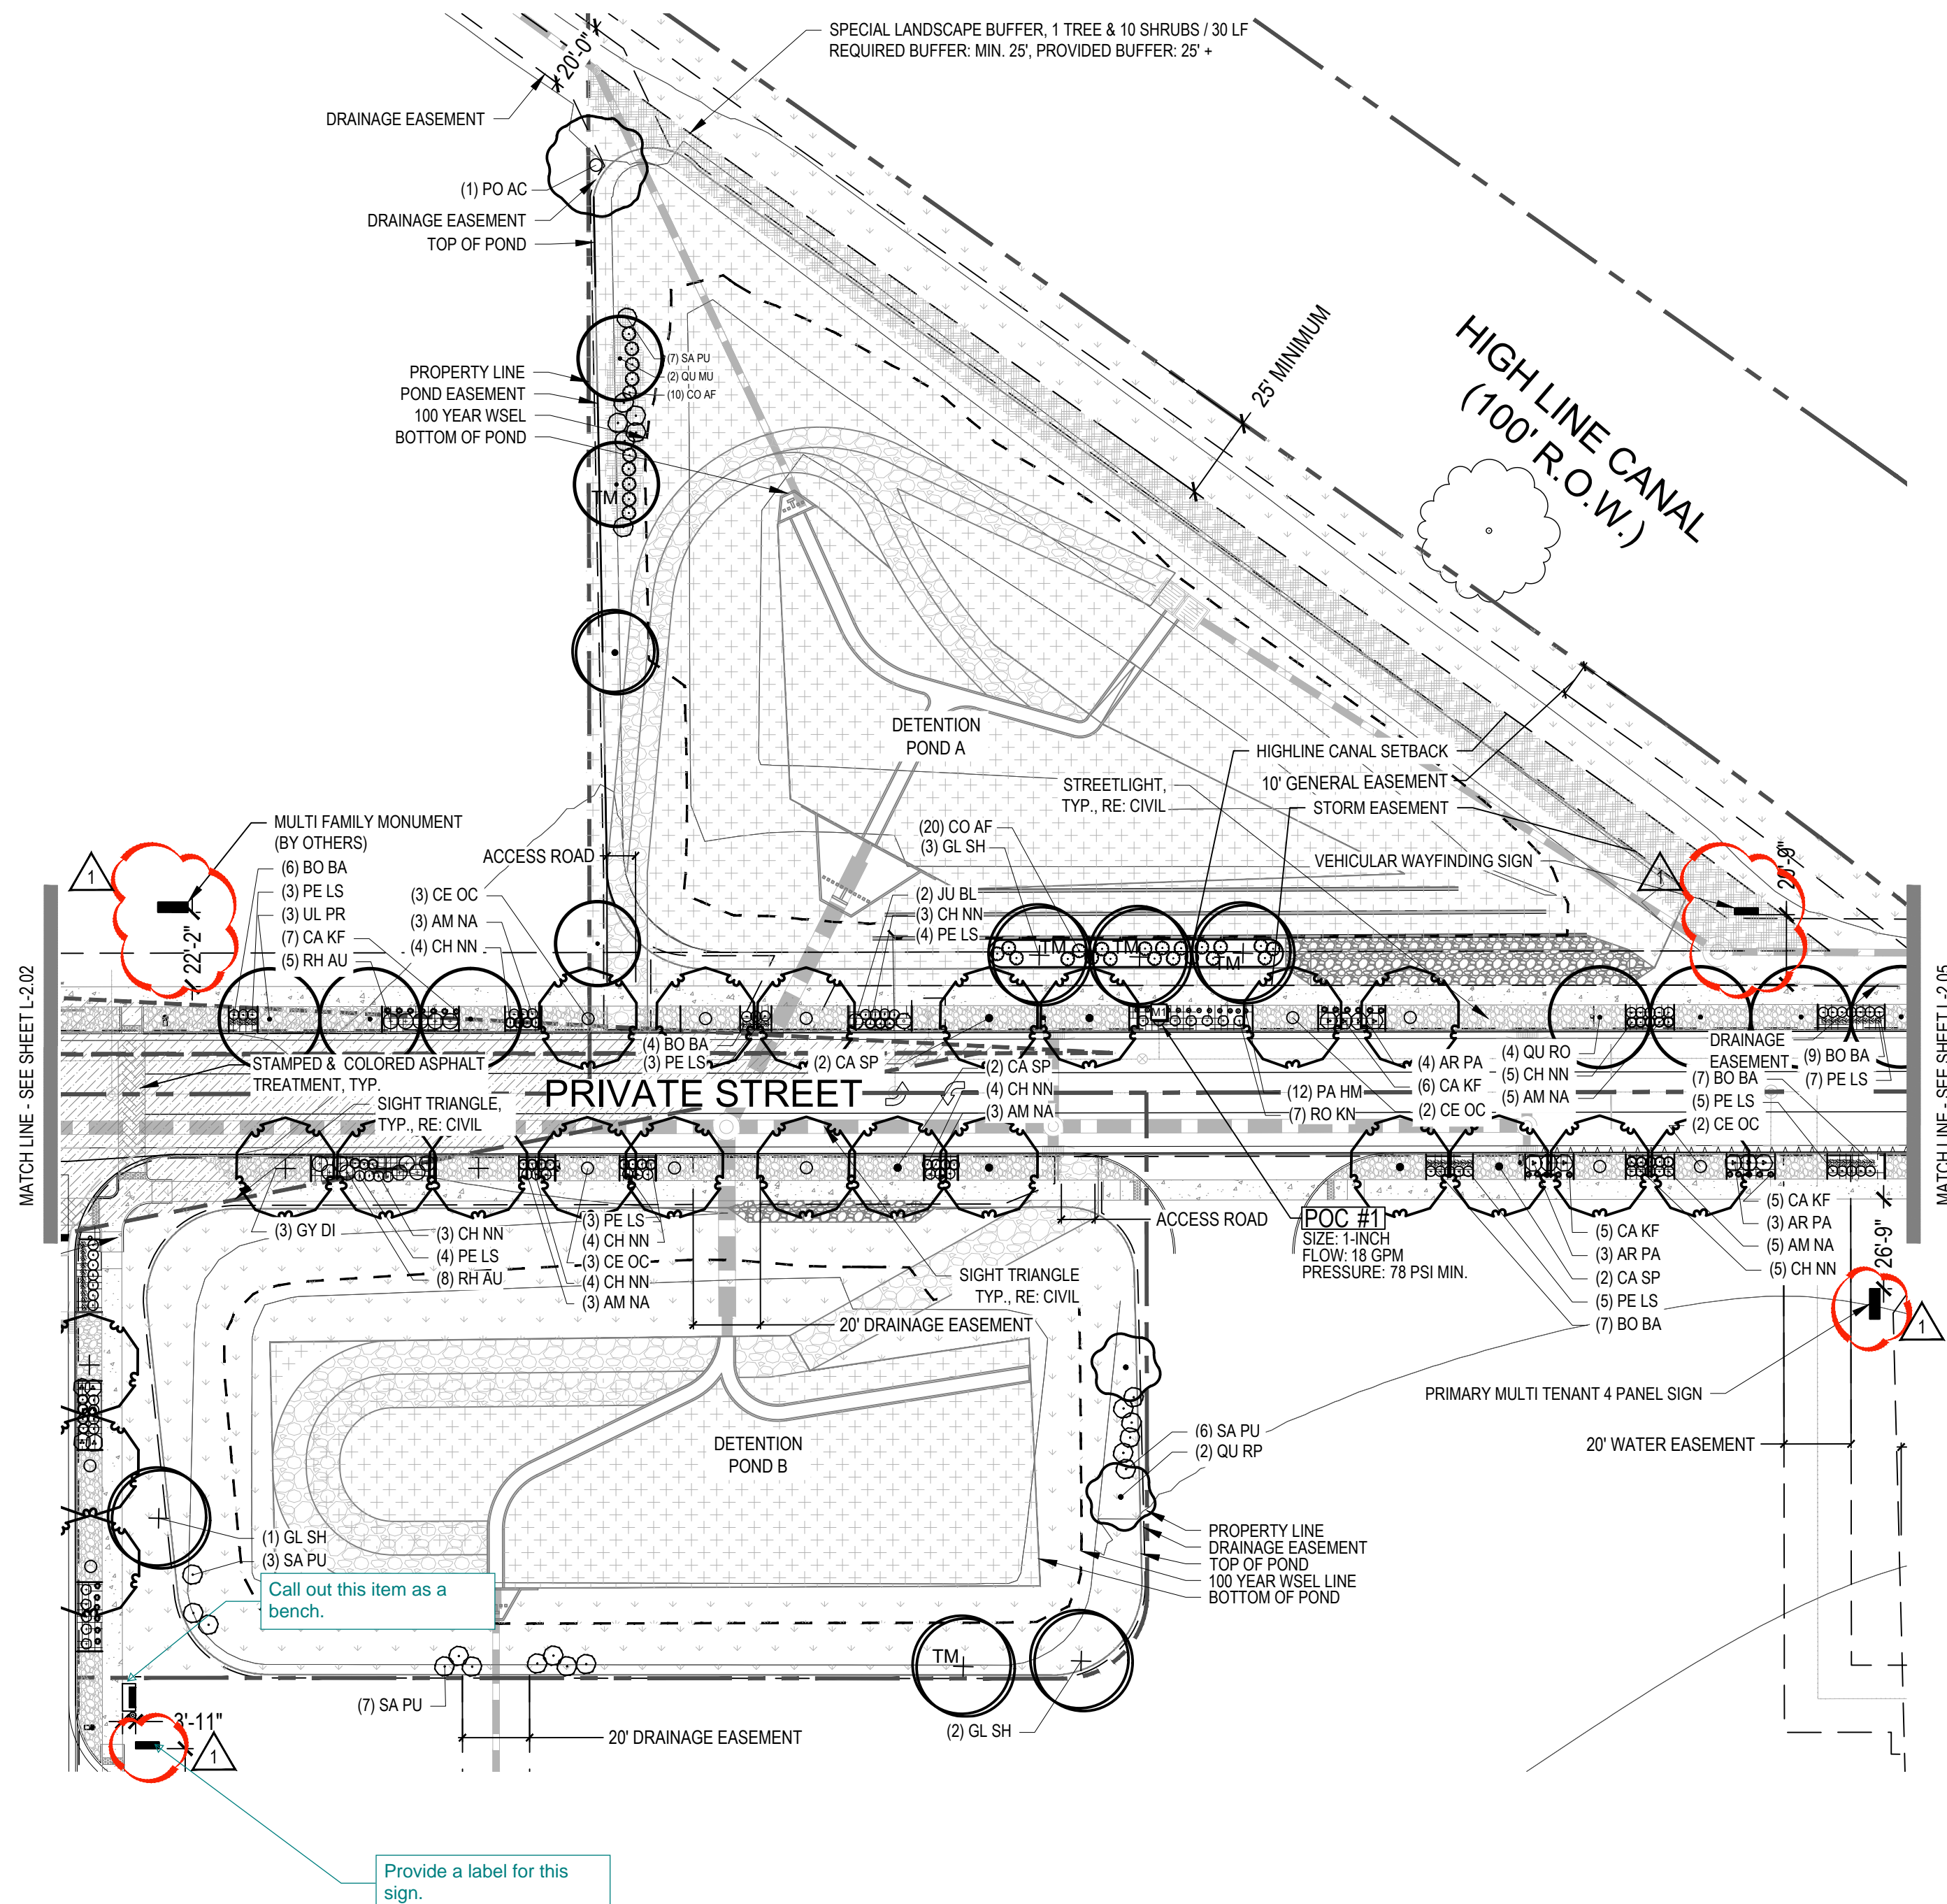 SPECIAL LANDSCAPE BUFFER, 1 TREE & 10 SHRUBS / 30 LF
REQUIRED BUFFER: MIN. 25', PROVIDED BUFFER: 25' +
20'-0"
DRAINAGE EASEMENT
(1) PO AC
DRAINAGE EASEMENT
TOP OF POND
25' MINIMUM
HIGH LINE CANAL
(100' R.O.W.)
(7) SA PU
(2) QU MU
(10) CO AF
PROPERTY LINE
POND EASEMENT
100 YEAR WSEL
BOTTOM OF POND
TM
DETENTION
POND A
HIGHLINE CANAL SETBACK
10' GENERAL EASEMENT
STORM EASEMENT
STREETLIGHT,
TYP., RE: CIVIL
VEHICULAR WAYFINDING SIGN
1
(20) CO AF
(3) GL SH
MULTI FAMILY MONUMENT
(BY OTHERS)
1
22'-2"
(6) BO BA
(3) PE LS
(3) UL PR
(7) CA KF
(5) RH AU
ACCESS ROAD
(3) CE OC
(3) AM NA
(4) CH NN
(2) JU BL
(3) CH NN
(4) PE LS
TM
TM
TM
M1
MATCH LINE - SEE SHEET L-2.02
MATCH LINE - SEE SHEET L-2.05
STAMPED & COLORED ASPHALT
TREATMENT, TYP.
SIGHT TRIANGLE,
TYP., RE: CIVIL
(4) BO BA
(3) PE LS
(2) CA SP
PRIVATE STREET
(2) CA SP
(4) CH NN
(3) AM NA
(12) PA HM
(7) RO KN
(4) AR PA
(6) CA KF
(2) CE OC
(4) QU RO
(5) CH NN
(5) AM NA
DRAINAGE
EASEMENT
(9) BO BA
(7) PE LS
(7) BO BA
(5) PE LS
(2) CE OC
(3) GY DI
(3) CH NN
(4) PE LS
(8) RH AU
(3) PE LS
(4) CH NN
(3) CE OC
(4) CH NN
(3) AM NA
ACCESS ROAD
POC #1
SIZE: 1-INCH
FLOW: 18 GPM
PRESSURE: 78 PSI MIN.
SIGHT TRIANGLE
TYP., RE: CIVIL
20' DRAINAGE EASEMENT
(5) CA KF
(3) AR PA
(2) CA SP
(5) PE LS
(7) BO BA
(5) CA KF
(3) AR PA
(5) AM NA
(5) CH NN
26'-9"
1
PRIMARY MULTI TENANT 4 PANEL SIGN
20' WATER EASEMENT
DETENTION
POND B
(6) SA PU
(2) QU RP
PROPERTY LINE
DRAINAGE EASEMENT
TOP OF POND
100 YEAR WSEL LINE
BOTTOM OF POND
(1) GL SH
(3) SA PU
Call out this item as a
bench.
TM
(7) SA PU
20' DRAINAGE EASEMENT
(2) GL SH
3'-11"
1
Provide a label for this
sign.